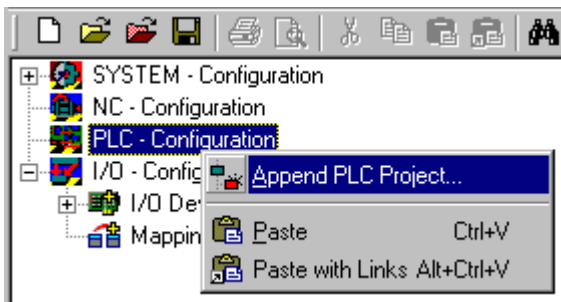 SYSTEM - Configuration
NC - Configuration
PLC - Configuration
I/O - Config
Append PLC Project...
I/O De
Paste Ctrl+V
Mappin
Paste with Links Alt+Ctrl+V